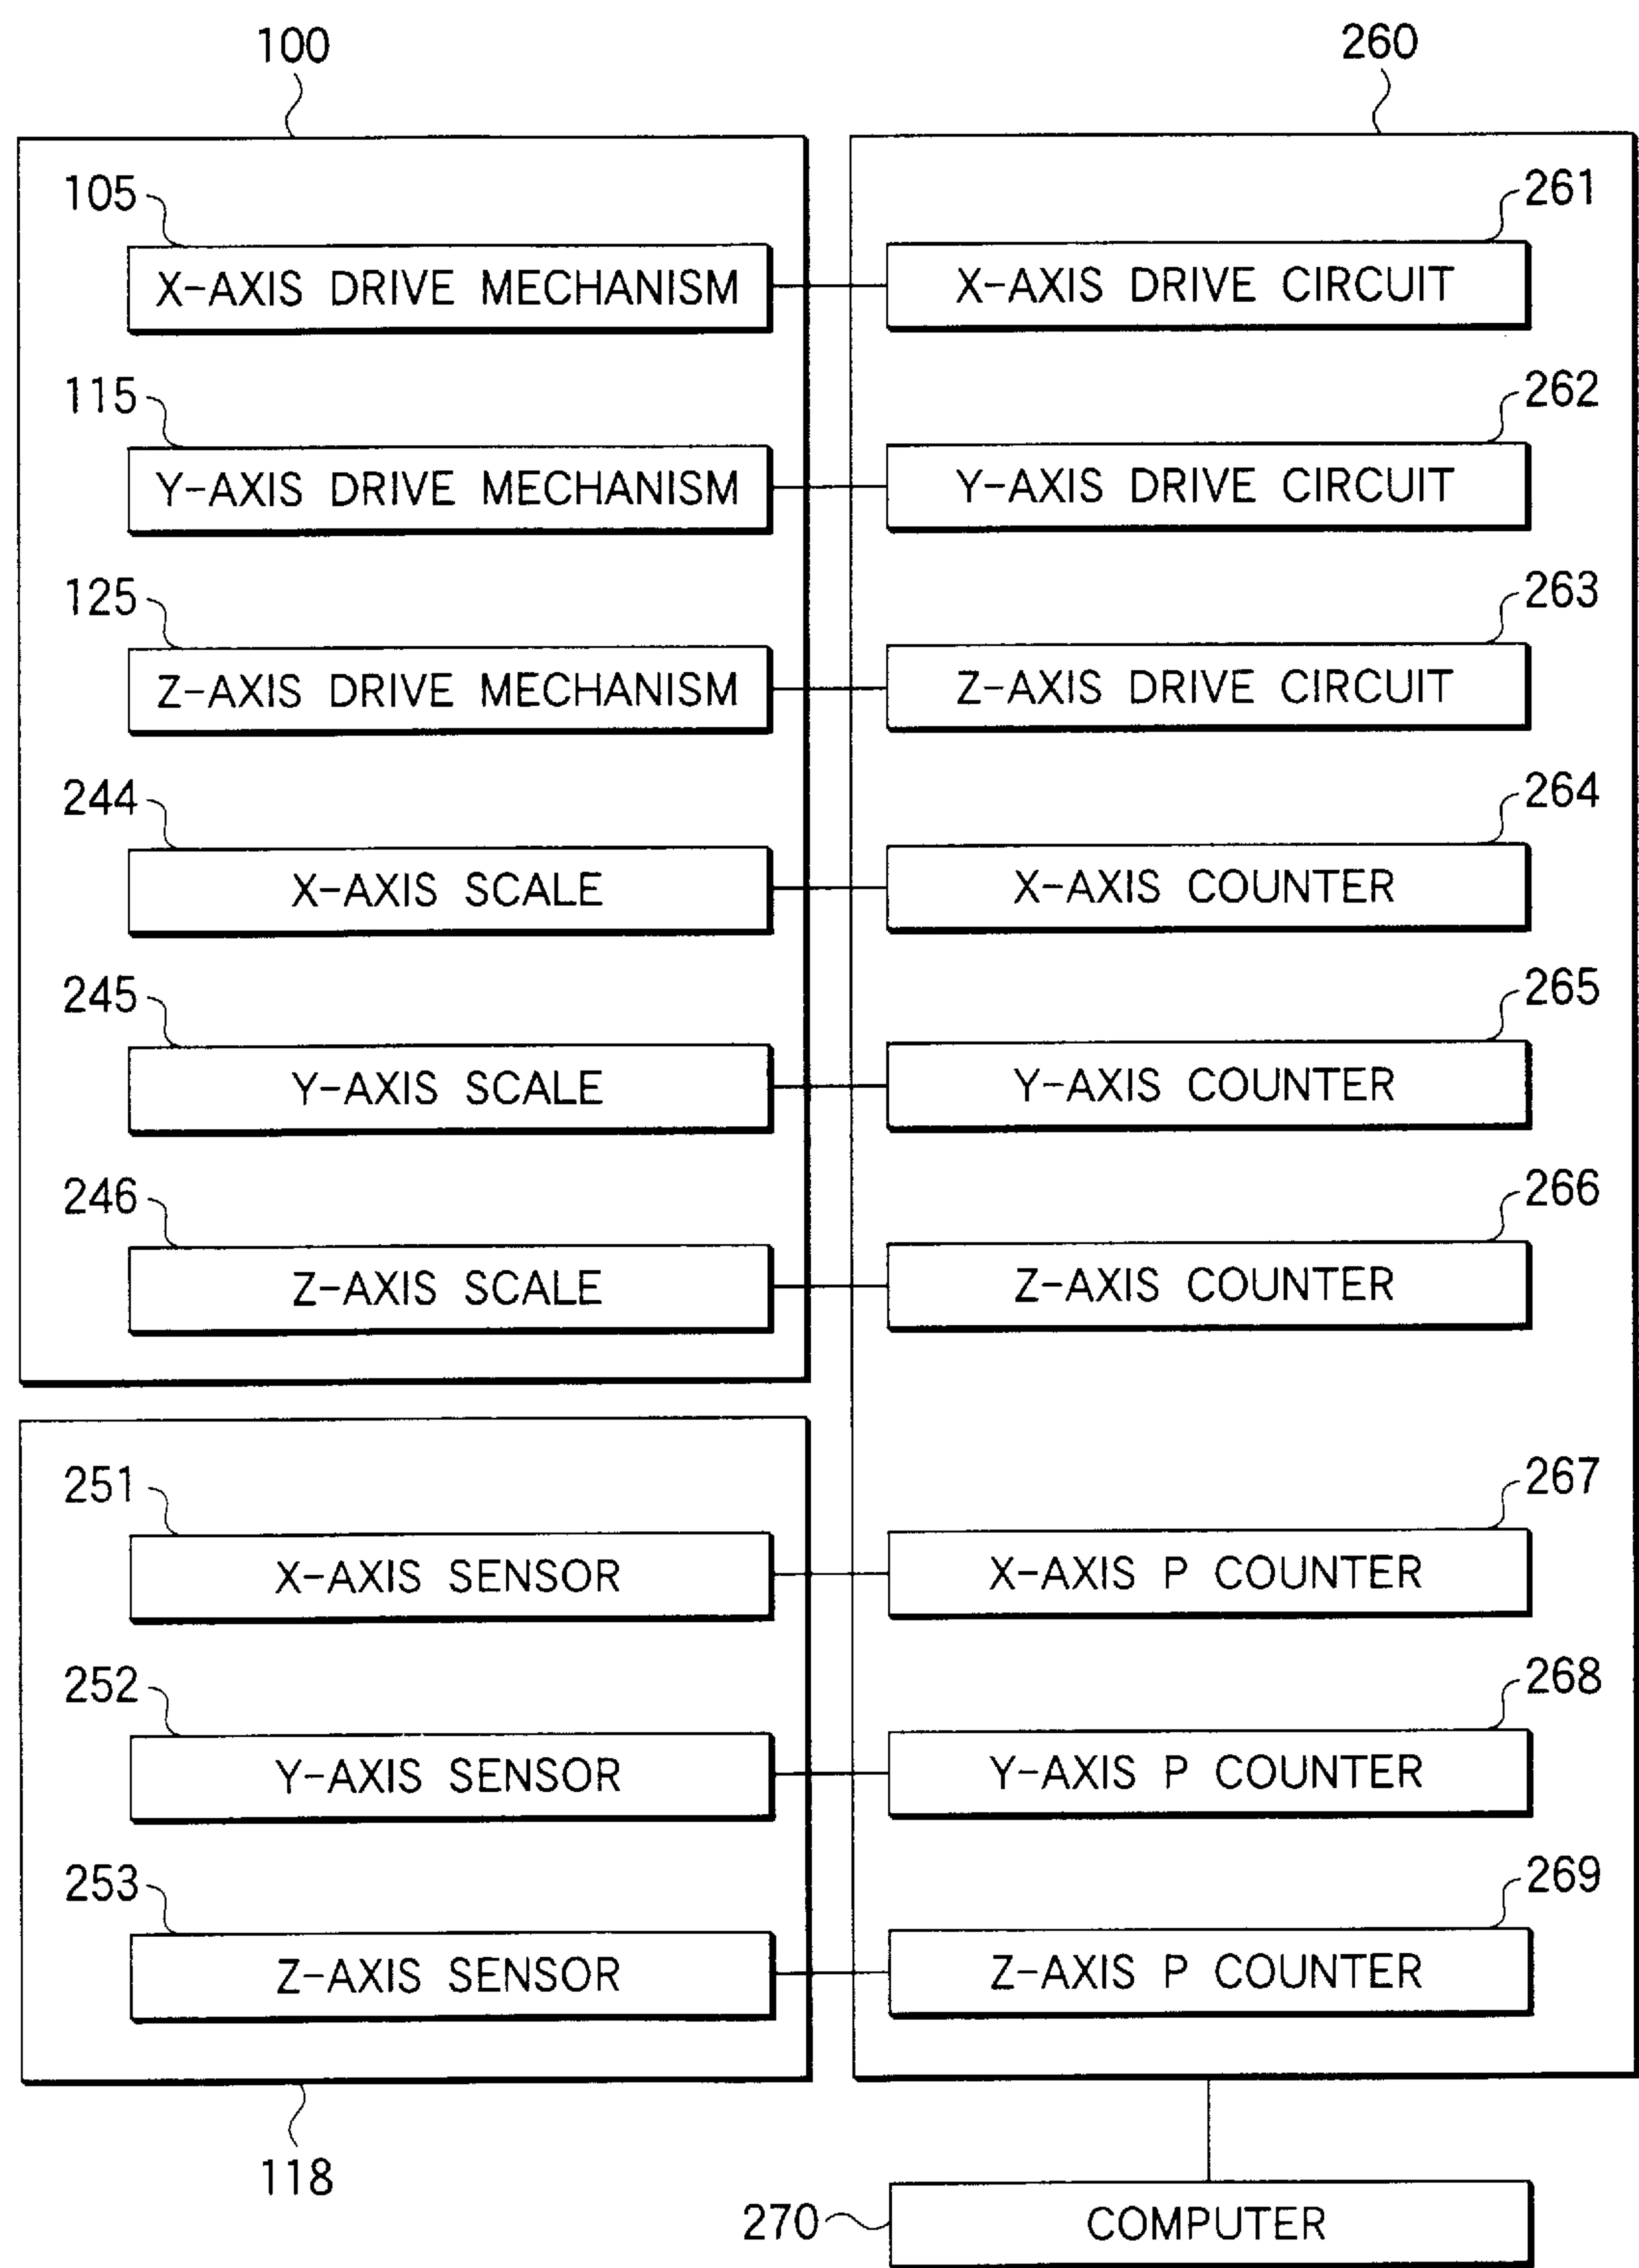 100
260
105
261
X-AXIS DRIVE MECHANISM
X-AXIS DRIVE CIRCUIT
115
262
Y-AXIS DRIVE MECHANISM
Y-AXIS DRIVE CIRCUIT
125
263
Z-AXIS DRIVE MECHANISM
Z-AXIS DRIVE CIRCUIT
244
264
X-AXIS SCALE
X-AXIS COUNTER
245
265
Y-AXIS SCALE
Y-AXIS COUNTER
246
266
Z-AXIS SCALE
Z-AXIS COUNTER
251
267
X-AXIS SENSOR
X-AXIS P COUNTER
252
268
Y-AXIS SENSOR
Y-AXIS P COUNTER
253
269
Z-AXIS SENSOR
Z-AXIS P COUNTER
118
270
COMPUTER